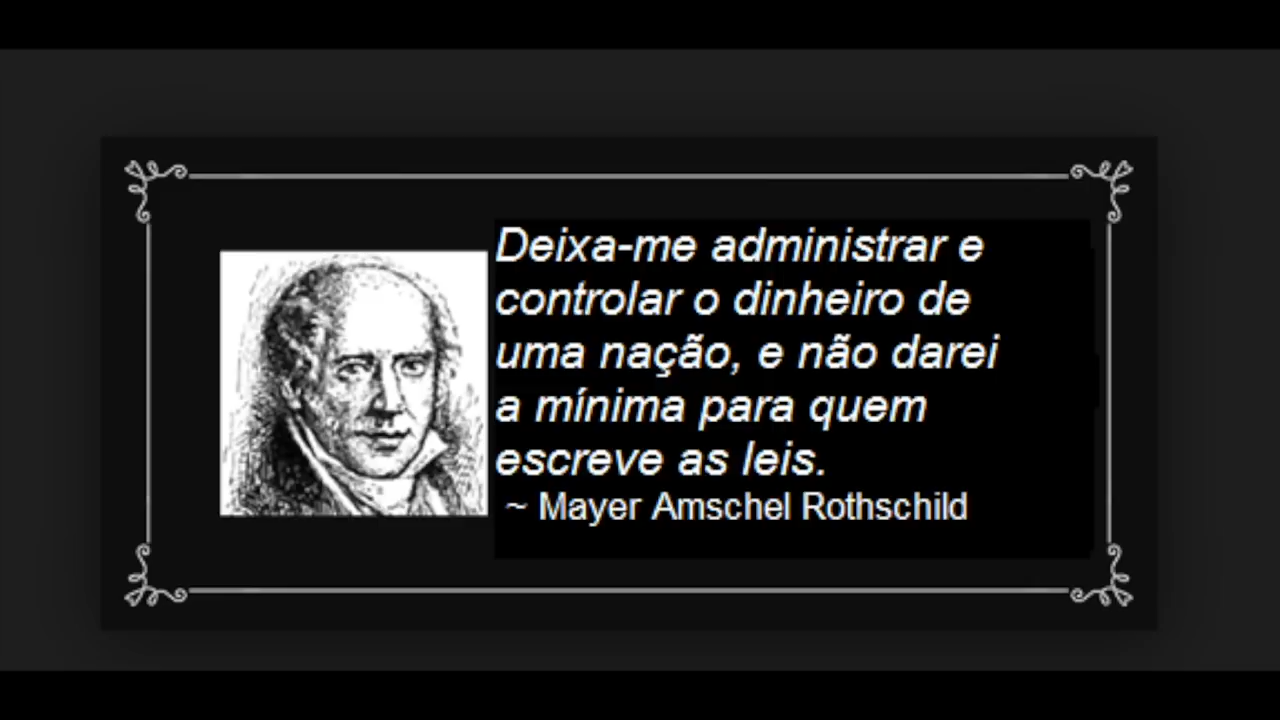 Deixa-me administrar e
controlar o dinheiro de
uma nação, e não darei
a mínima para quem
escreve as leis.
~ Mayer Amschel Rothschild